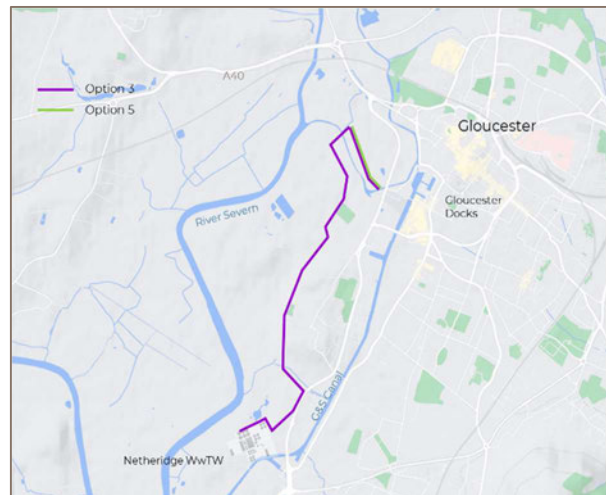 Option 3
Option 5
A40
Gloucester
Gloucester
Docks
River Severn
G&S Canal
Netheridge WwTW